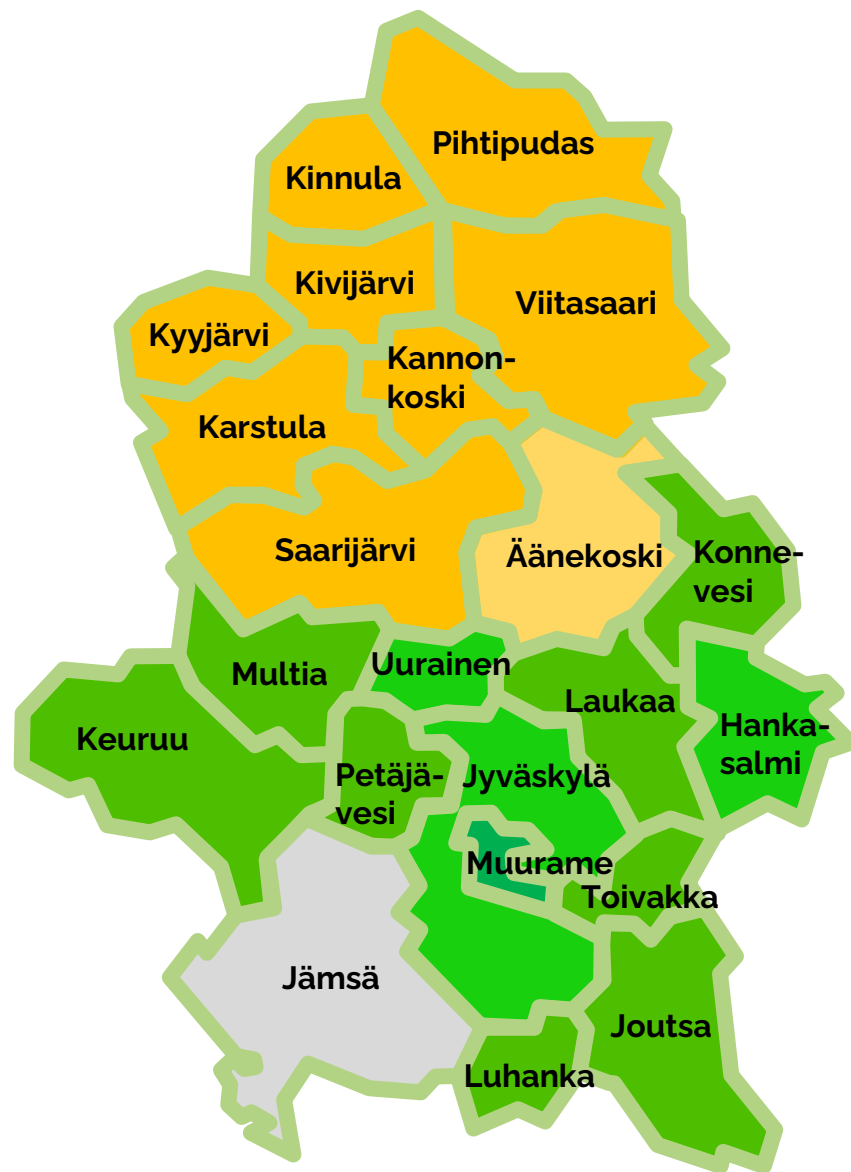 Pihtipudas
Kinnula
Kivijärvi
Viitasaari
Kyyjärvi
Kannon-
koski
Karstula
Saarijärvi
Äänekoski
Konne-
vesi
Multia
Uurainen
Laukaa
Keuruu
Hanka-
salmi
Petäjä-
vesi
Jyväskylä
Muurame
Toivakka
Jämsä
Joutsa
Luhanka